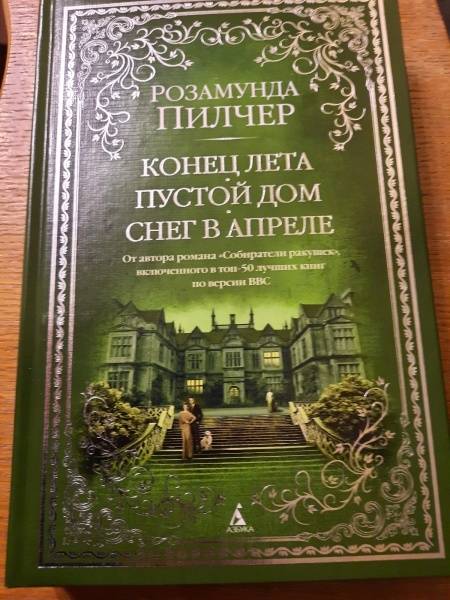 РОЗАМУНДА
ПИЛЧЕР
КОНЕЦ ЛЕТА
ПУСТОЙ ДОМ
СНЕГ В АПРЕЛЕ
От автора романа «Собиратели ракушек»,
включенного в топ-50 лучших книг
по версии BBC
АЗБУКА